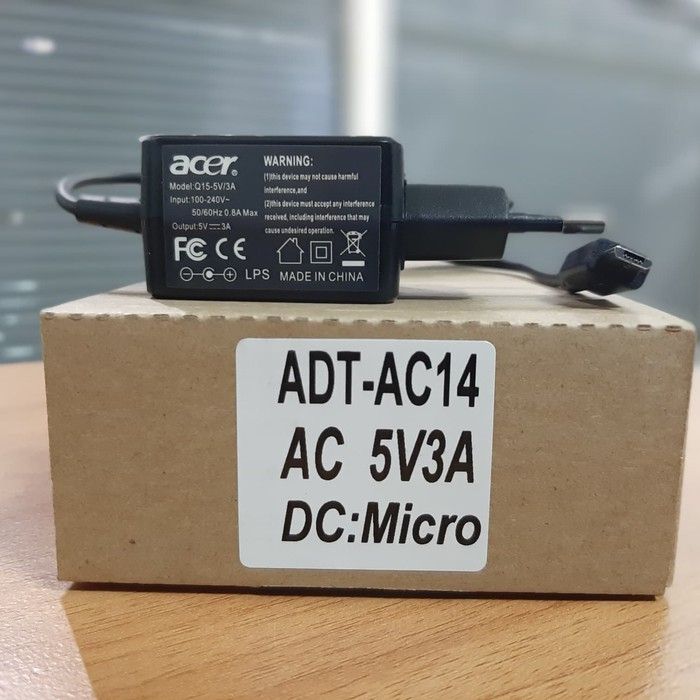 acer®
Model:Q15-5V/3A
Input:100-240V~
50/60Hz 0.8A Max
Output:5V⎓3A
FC CE
LPS
WARNING:
(1)this device may not cause harmful
interference,and
(2)this device must accept any interference
received, including interference that may
cause undesired operation.
MADE IN CHINA
ADT-AC14
AC 5V3A
DC:Micro